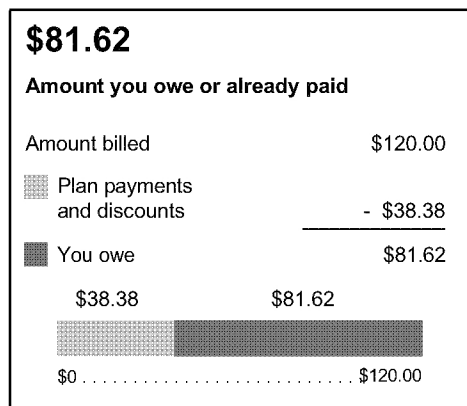 $81.62
Amount you owe or already paid
Amount billed $120.00
Plan payments
and discounts - $38.38
You owe $81.62
$38.38 $81.62
$0 . . . . . . . . . . . . . . . . . . . . . . . . . . . $120.00